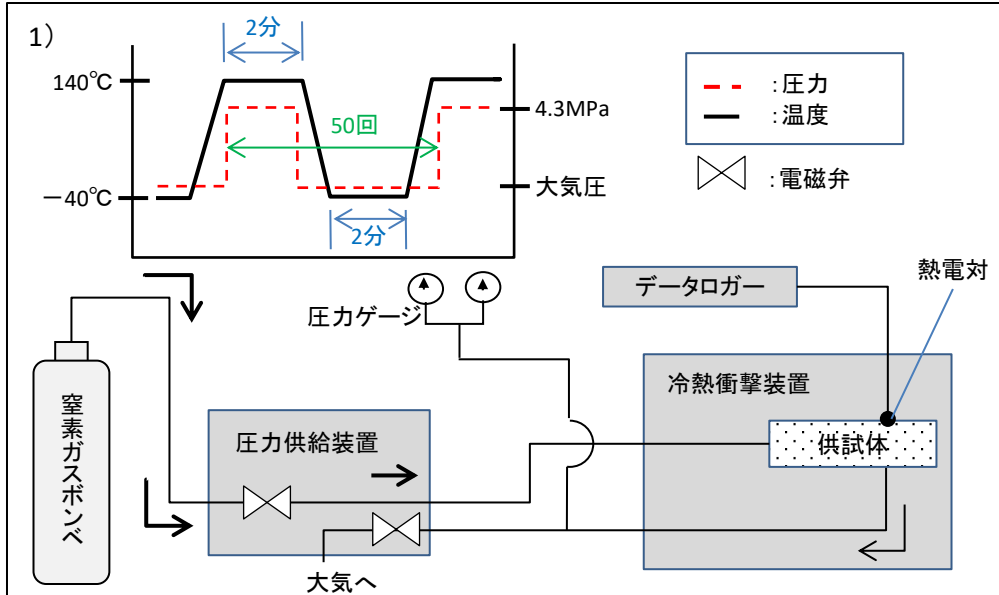 1）
2分
140℃
50回
4.3MPa
大気圧
－40℃
2分
：圧力
：温度
：電磁弁
圧力ゲージ
データロガー
熱電対
冷熱衝撃装置
供試体
窒素ガスボンベ
圧力供給装置
大気へ